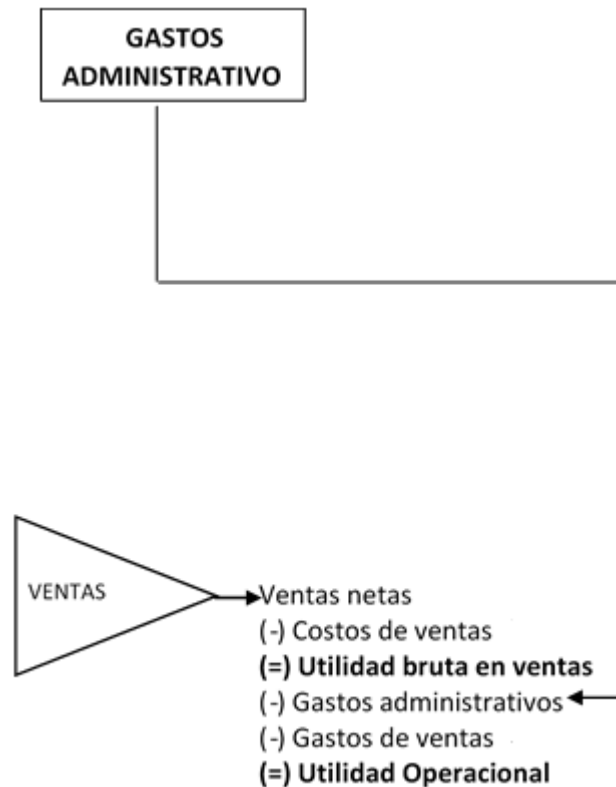 GASTOS
ADMINISTRATIVO
VENTAS
Ventas netas
(-) Costos de ventas
(=) Utilidad bruta en ventas
(-) Gastos administrativos
(-) Gastos de ventas
(=) Utilidad Operacional